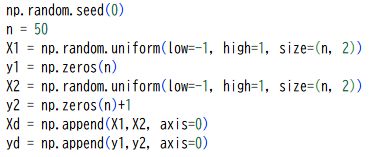 np.random.seed(0)
n = 50
X1 = np.random.uniform(low=-1, high=1, size=(n, 2))
y1 = np.zeros(n)
X2 = np.random.uniform(low=-1, high=1, size=(n, 2))
y2 = np.zeros(n)+1
Xd = np.append(X1,X2, axis=0)
yd = np.append(y1,y2, axis=0)